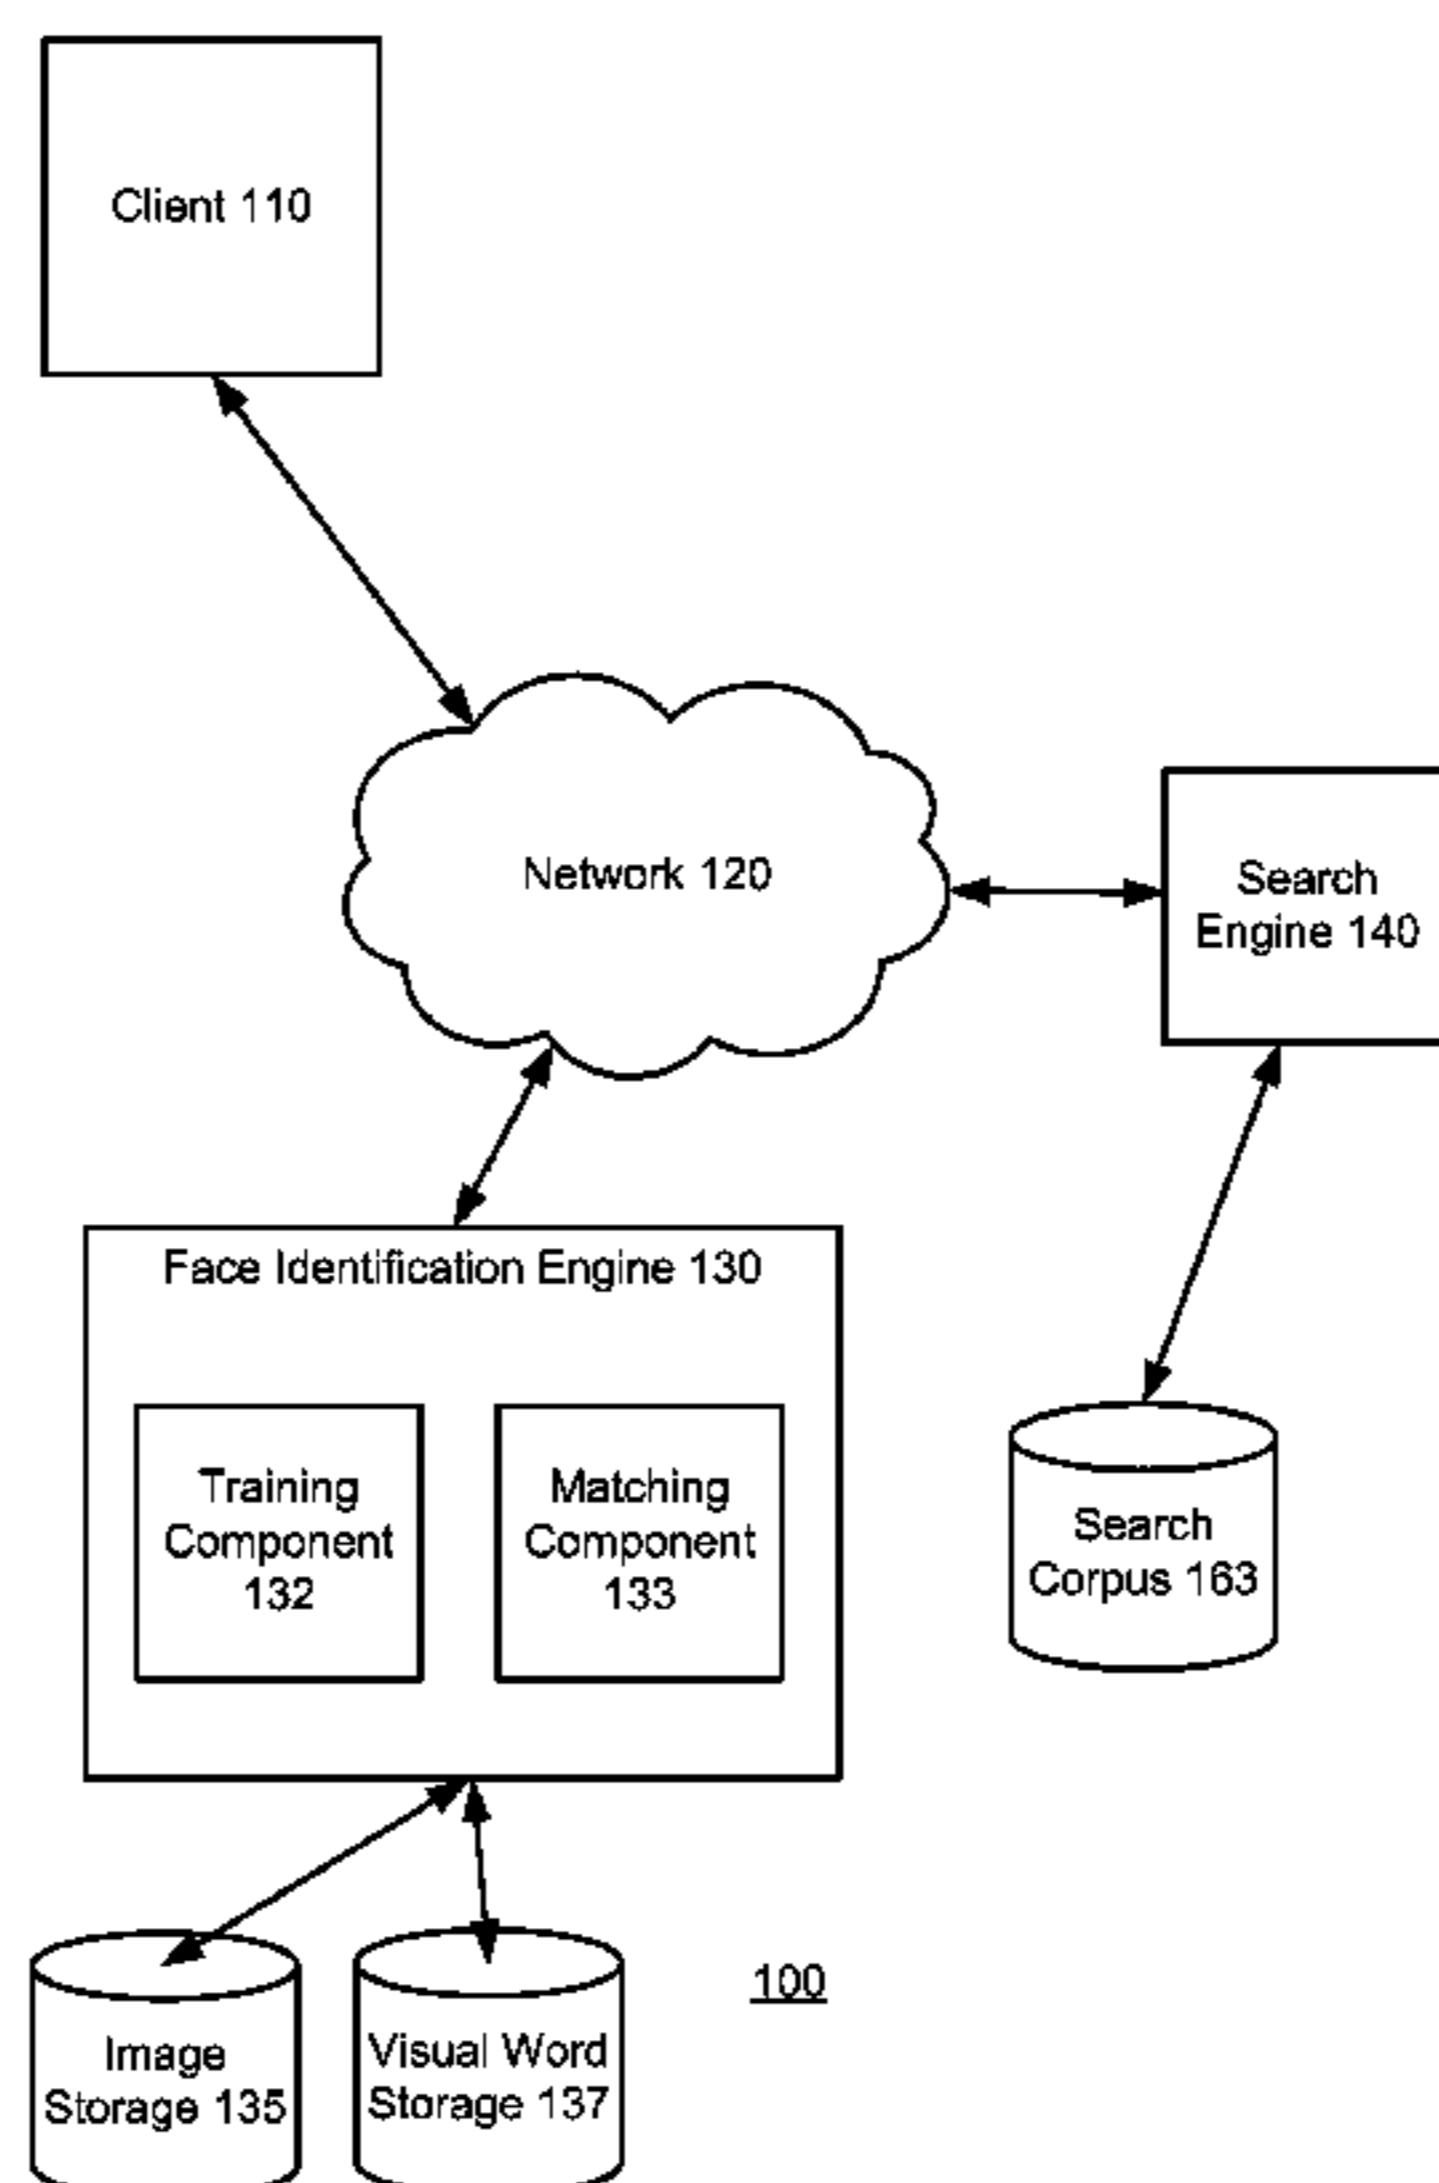 Client 110
Network 120
Search
Engine 140
Face Identification Engine 130
Training
Component
132
Matching
Component
133
Search
Corpus 163
Image
Storage 135
Visual Word
Storage 137
100